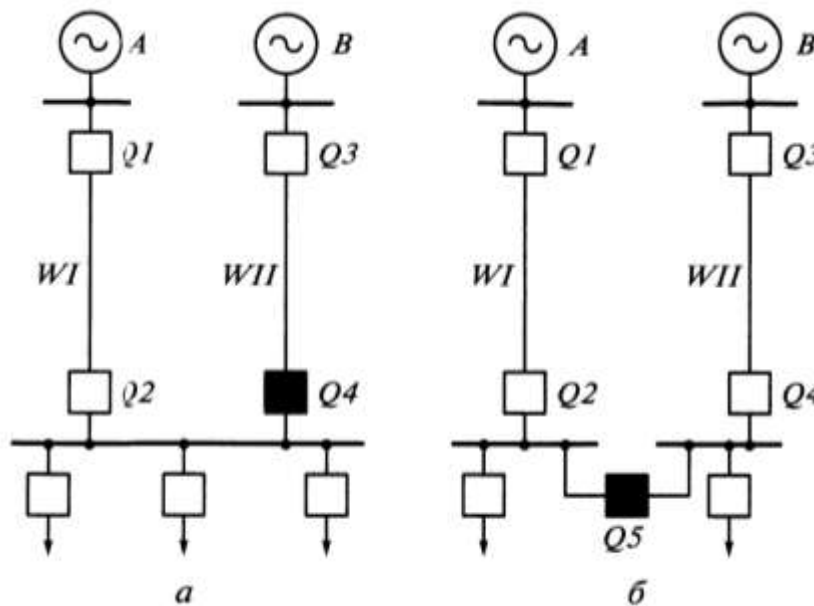 A B A B
Q1 Q3 Q1 Q3
WI WII WI WII
Q2 Q4 Q2 Q4
Q5
а б